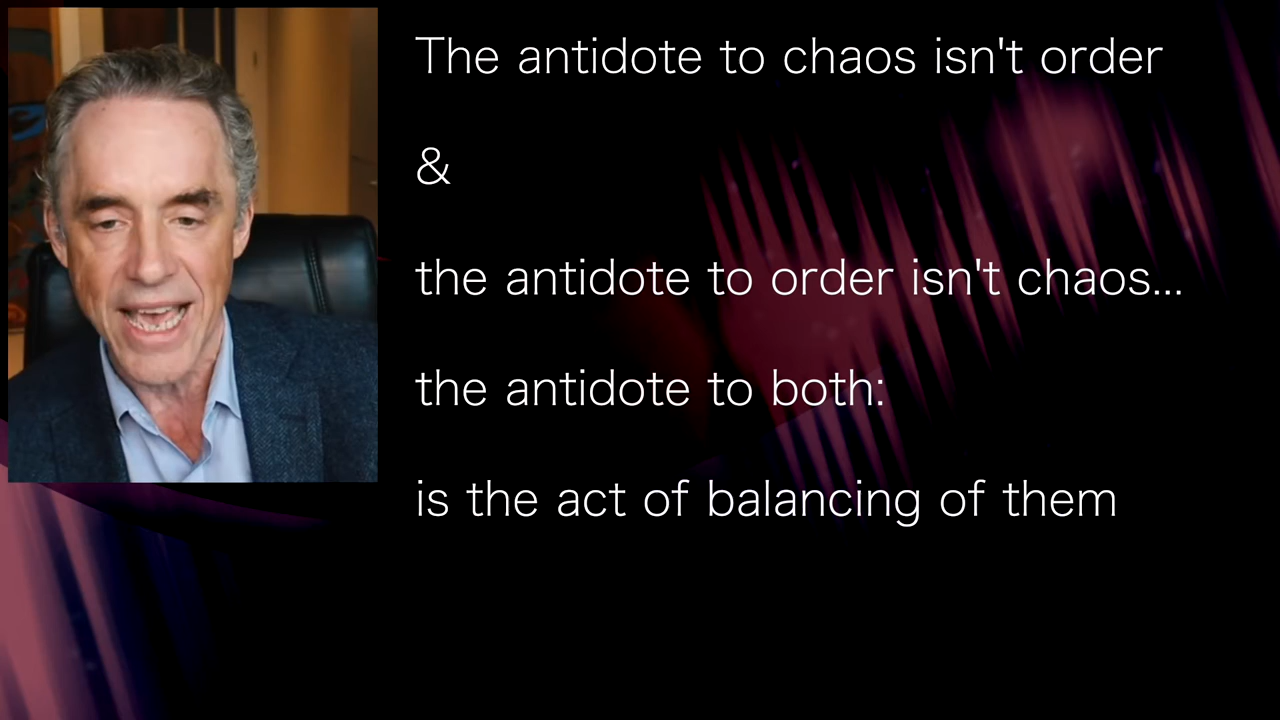 The antidote to chaos isn't order
&
the antidote to order isn't chaos...
the antidote to both:
is the act of balancing of them